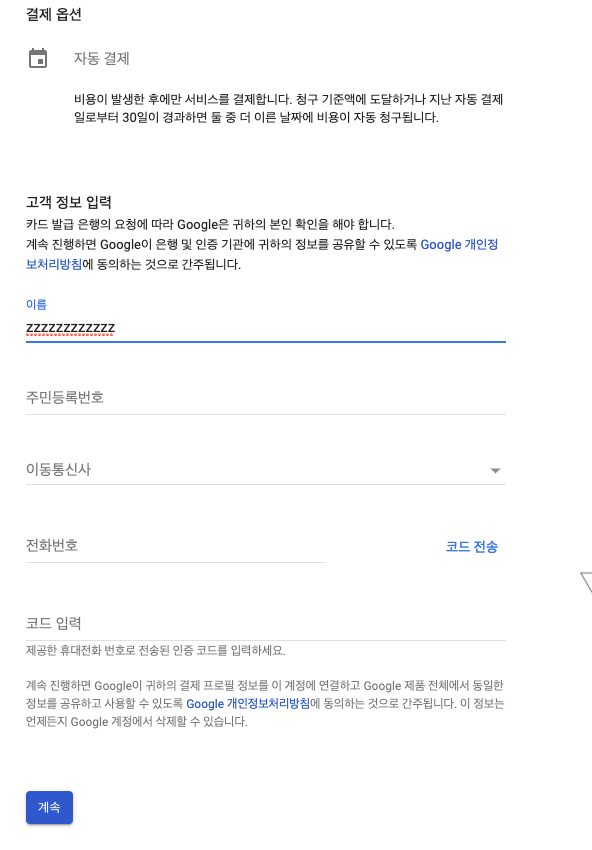 결제 옵션
자동 결제
비용이 발생한 후에만 서비스를 결제합니다. 청구 기준액에 도달하거나 지난 자동 결제
일로부터 30일이 경과하면 둘 중 더 이른 날짜에 비용이 자동 청구됩니다.
고객 정보 입력
카드 발급 은행의 요청에 따라 Google은 귀하의 본인 확인을 해야 합니다.
계속 진행하면 Google이 은행 및 인증 기관에 귀하의 정보를 공유할 수 있도록 Google 개인정
보처리방침에 동의하는 것으로 간주됩니다.
이름
zzzzzzzzzzzz
주민등록번호
이동통신사
전화번호
코드 전송
코드 입력
제공한 휴대전화 번호로 전송된 인증 코드를 입력하세요.
계속 진행하면 Google이 귀하의 결제 프로필 정보를 이 계정에 연결하고 Google 제품 전체에서 동일한
정보를 공유하고 사용할 수 있도록 Google 개인정보처리방침에 동의하는 것으로 간주됩니다. 이 정보는
언제든지 Google 계정에서 삭제할 수 있습니다.
계속